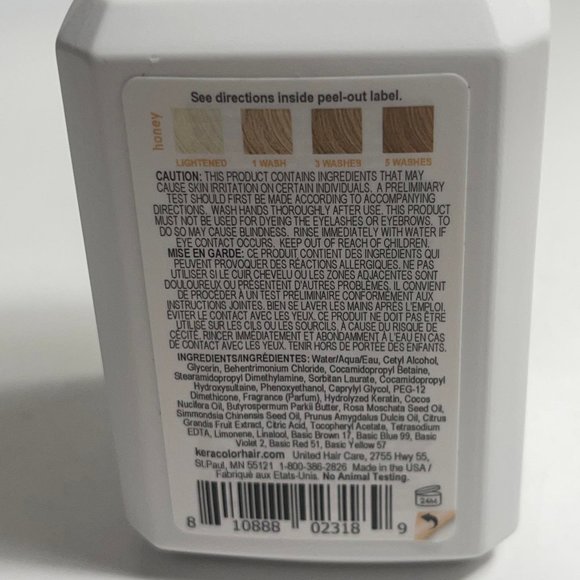 See directions inside peel-out label.
honey
LIGHTENED 1 WASH 3 WASHES 5 WASHES
CAUTION: THIS PRODUCT CONTAINS INGREDIENTS THAT MAY
CAUSE SKIN IRRITATION ON CERTAIN INDIVIDUALS. A PRELIMINARY
TEST SHOULD FIRST BE MADE ACCORDING TO ACCOMPANYING
DIRECTIONS. WASH HANDS THOROUGHLY AFTER USE. THIS PRODUCT
MUST NOT BE USED FOR DYEING THE EYELASHES OR EYEBROWS. TO
DO SO MAY CAUSE BLINDNESS. RINSE IMMEDIATELY WITH WATER IF
EYE CONTACT OCCURS. KEEP OUT OF REACH OF CHILDREN.
MISE EN GARDE: CE PRODUIT CONTIENT DES INGRÉDIENTS QUI
PEUVENT PROVOQUER DES RÉACTIONS ALLERGIQUES. NE PAS
UTILISER SI LE CUIR CHEVELU OU LES ZONES ADJACENTES SONT
DOULOUREUX OU PRÉSENTENT D'AUTRES PROBLÈMES. IL CONVIENT
DE PROCÉDER À UN TEST PRÉLIMINAIRE CONFORMÉMENT AUX
INSTRUCTIONS JOINTES. BIEN SE LAVER LES MAINS APRÈS L'EMPLOI.
ÉVITER LE CONTACT AVEC LES YEUX. CE PRODUIT NE DOIT PAS ÊTRE
UTILISÉ SUR LES CILS OU LES SOURCILS, À CAUSE DU RISQUE DE
CÉCITÉ. RINCER IMMÉDIATEMENT ET ABONDAMMENT À L'EAU EN CAS
DE CONTACT AVEC LES YEUX. TENIR HORS DE PORTÉE DES ENFANTS.
INGREDIENTS/INGRÉDIENTES: Water/Aqua/Eau, Cetyl Alcohol,
Glycerin, Behentrimonium Chloride, Cocamidopropyl Betaine,
Stearamidopropyl Dimethylamine, Sorbitan Laurate, Cocamidopropyl
Hydroxysultaine, Phenoxyethanol, Caprylyl Glycol, PEG-12
Dimethicone, Fragrance (Parfum), Hydrolyzed Keratin, Cocos
Nucifera Oil, Butyrospermum Parkii Butter, Rosa Moschata Seed Oil,
Simmondsia Chinensis Seed Oil, Prunus Amygdalus Dulcis Oil, Citrus
Grandis Fruit Extract, Citric Acid, Tocopheryl Acetate, Tetrasodium
EDTA, Limonene, Linalool, Basic Brown 17, Basic Blue 99, Basic
Violet 2, Basic Red 51, Basic Yellow 57
keracolorhair.com United Hair Care, 2755 Hwy 55,
St.Paul, MN 55121 1-800-386-2826 Made in the USA /
Fabriqué aux Etats-Unis. No Animal Testing.
24M
8 10888 02318 9